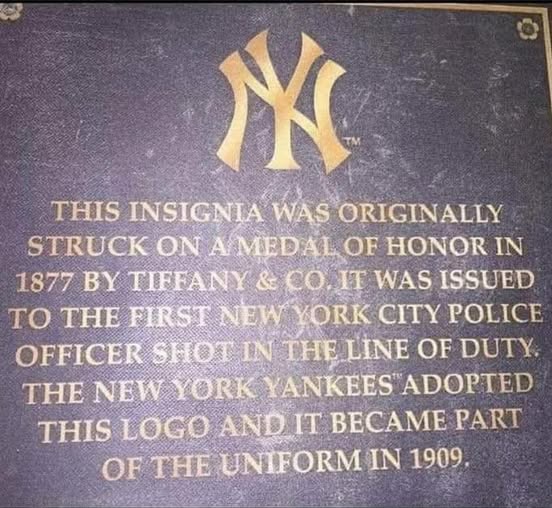 NY
TM
THIS INSIGNIA WAS ORIGINALLY
STRUCK ON A MEDAL OF HONOR IN
1877 BY TIFFANY & CO. IT WAS ISSUED
TO THE FIRST NEW YORK CITY POLICE
OFFICER SHOT IN THE LINE OF DUTY.
THE NEW YORK YANKEES™ ADOPTED
THIS LOGO AND IT BECAME PART
OF THE UNIFORM IN 1909.